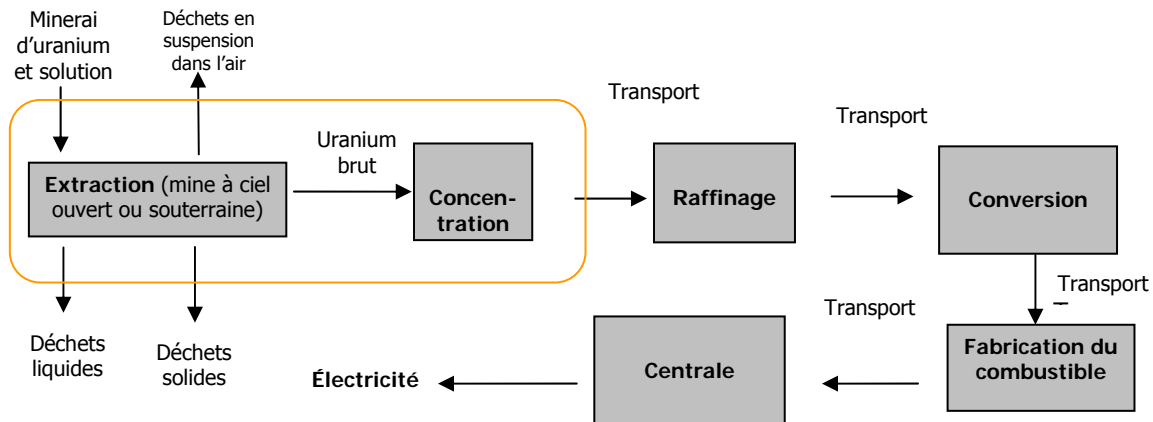 Minerai
d’uranium
et solution
Déchets en
suspension
dans l’air
Transport
Transport
Uranium
brut
Extraction (mine à ciel
ouvert ou souterraine)
Concen-
tration
Raffinage
Conversion
Transport
Transport
Déchets
liquides
Déchets
solides
Électricité
Centrale
Fabrication du
combustible